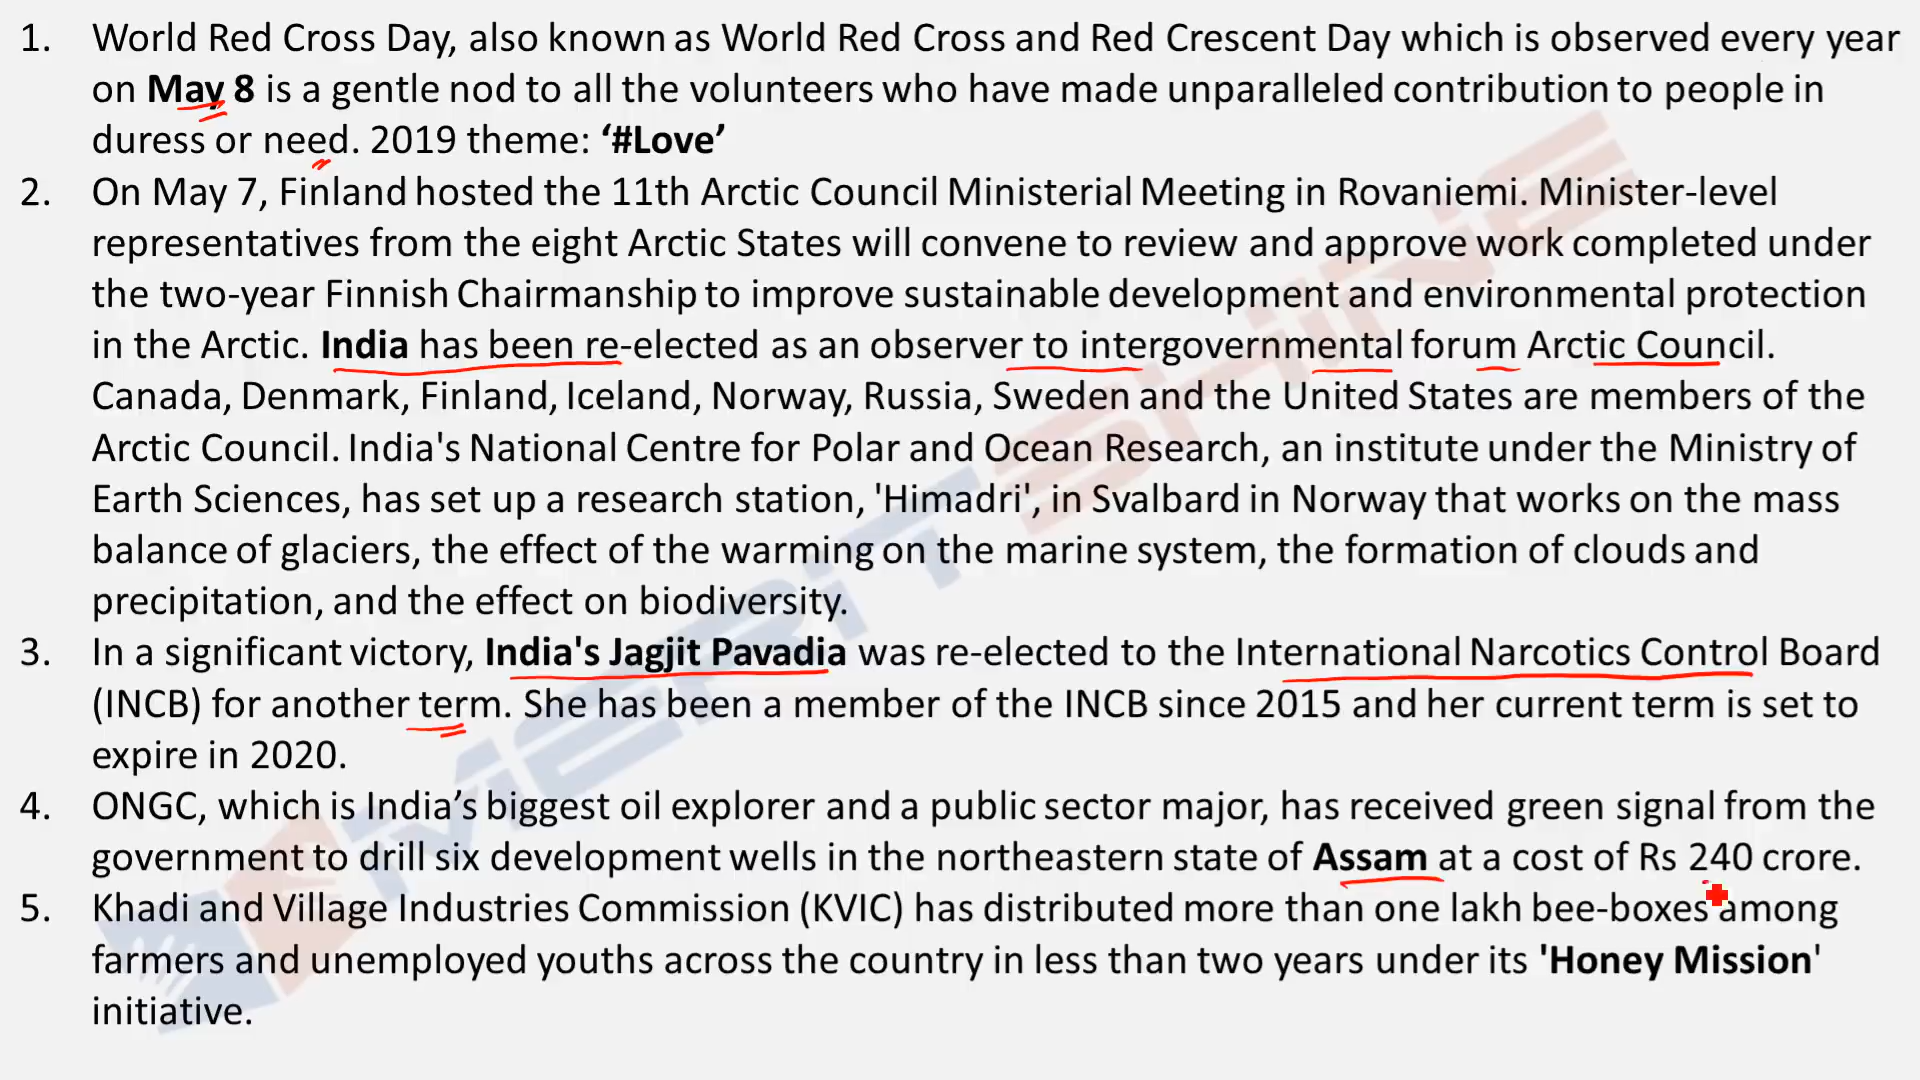 1. World Red Cross Day, also known as World Red Cross and Red Crescent Day which is observed every year
on May 8 is a gentle nod to all the volunteers who have made unparalleled contribution to people in
duress or need. 2019 theme: ‘#Love’
2. On May 7, Finland hosted the 11th Arctic Council Ministerial Meeting in Rovaniemi. Minister-level
representatives from the eight Arctic States will convene to review and approve work completed under
the two-year Finnish Chairmanship to improve sustainable development and environmental protection
in the Arctic. India has been re-elected as an observer to intergovernmental forum Arctic Council.
Canada, Denmark, Finland, Iceland, Norway, Russia, Sweden and the United States are members of the
Arctic Council. India's National Centre for Polar and Ocean Research, an institute under the Ministry of
Earth Sciences, has set up a research station, 'Himadri', in Svalbard in Norway that works on the mass
balance of glaciers, the effect of the warming on the marine system, the formation of clouds and
precipitation, and the effect on biodiversity.
3. In a significant victory, India's Jagjit Pavadia was re-elected to the International Narcotics Control Board
(INCB) for another term. She has been a member of the INCB since 2015 and her current term is set to
expire in 2020.
4. ONGC, which is India’s biggest oil explorer and a public sector major, has received green signal from the
government to drill six development wells in the northeastern state of Assam at a cost of Rs 240 crore.
5. Khadi and Village Industries Commission (KVIC) has distributed more than one lakh bee-boxes among
farmers and unemployed youths across the country in less than two years under its 'Honey Mission'
initiative.
MERITSHINE